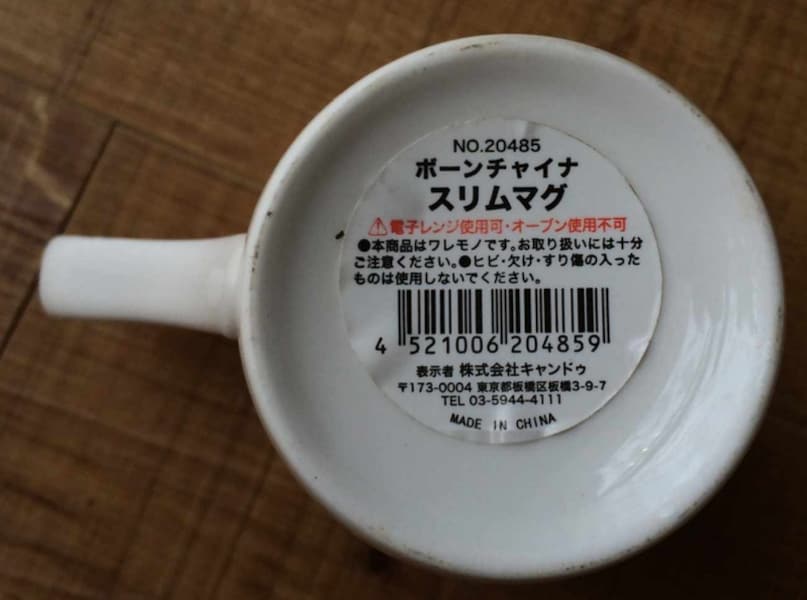 NO.20485
ボーンチャイナ
スリムマグ
⚠電子レンジ使用可・オーブン使用不可
●本商品はワレモノです。お取り扱いには十分
ご注意ください。●ヒビ・欠け・すり傷の入った
ものは使用しないでください。
4 521006 204859
表示者 株式会社キャンドゥ
〒173-0004 東京都板橋区板橋3-9-7
TEL 03-5944-4111
MADE IN CHINA